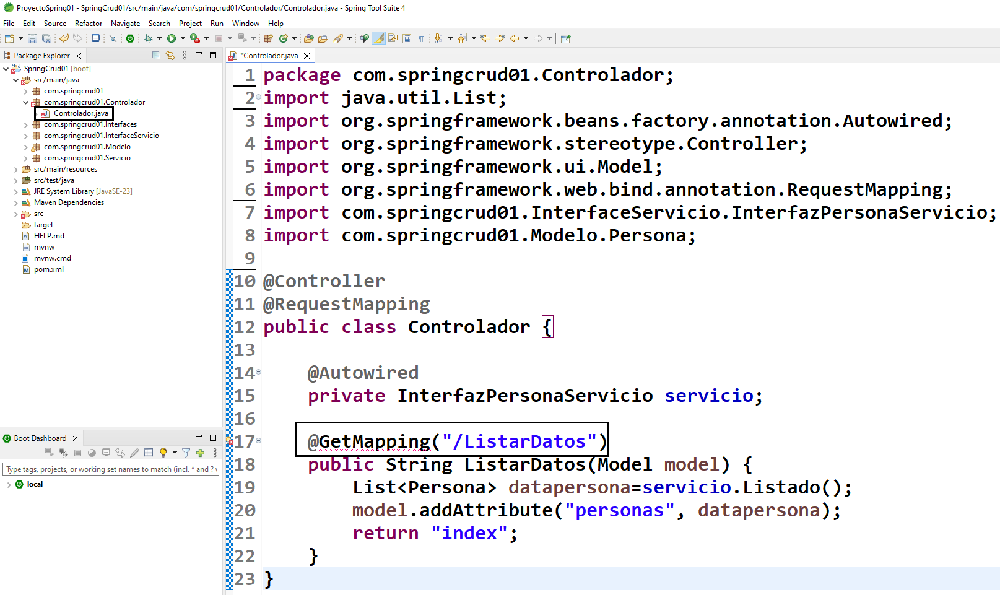 ProyectoSpring01 - SpringCrud01/src/main/java/com/springcrud01/Controlador/Controlador.java - Spring Tool Suite 4
File Edit Source Refactor Navigate Search Project Run Window Help
Package Explorer
SpringCrud01 [boot]
src/main/java
com.springcrud01
com.springcrud01.Controlador
Controlador.java
com.springcrud01.Interfaces
com.springcrud01.InterfaceServicio
com.springcrud01.Modelo
com.springcrud01.Servicio
src/main/resources
src/test/java
JRE System Library [JavaSE-23]
Maven Dependencies
src
target
HELP.md
mvnw
mvnw.cmd
pom.xml
Boot Dashboard
Type tags, projects, or working set names to match (incl. * and ?
local
*Controlador.java
1 package com.springcrud01.Controlador;
2 import java.util.List;
3 import org.springframework.beans.factory.annotation.Autowired;
4 import org.springframework.stereotype.Controller;
5 import org.springframework.ui.Model;
6 import org.springframework.web.bind.annotation.RequestMapping;
7 import com.springcrud01.InterfaceServicio.InterfazPersonaServicio;
8 import com.springcrud01.Modelo.Persona;
9
10 @Controller
11 @RequestMapping
12 public class Controlador {
13
14 @Autowired
15 private InterfazPersonaServicio servicio;
16
17 @GetMapping("/ListarDatos")
18 public String ListarDatos(Model model) {
19 List<Persona> datapersona=servicio.Listado();
20 model.addAttribute("personas", datapersona);
21 return "index";
22 }
23 }